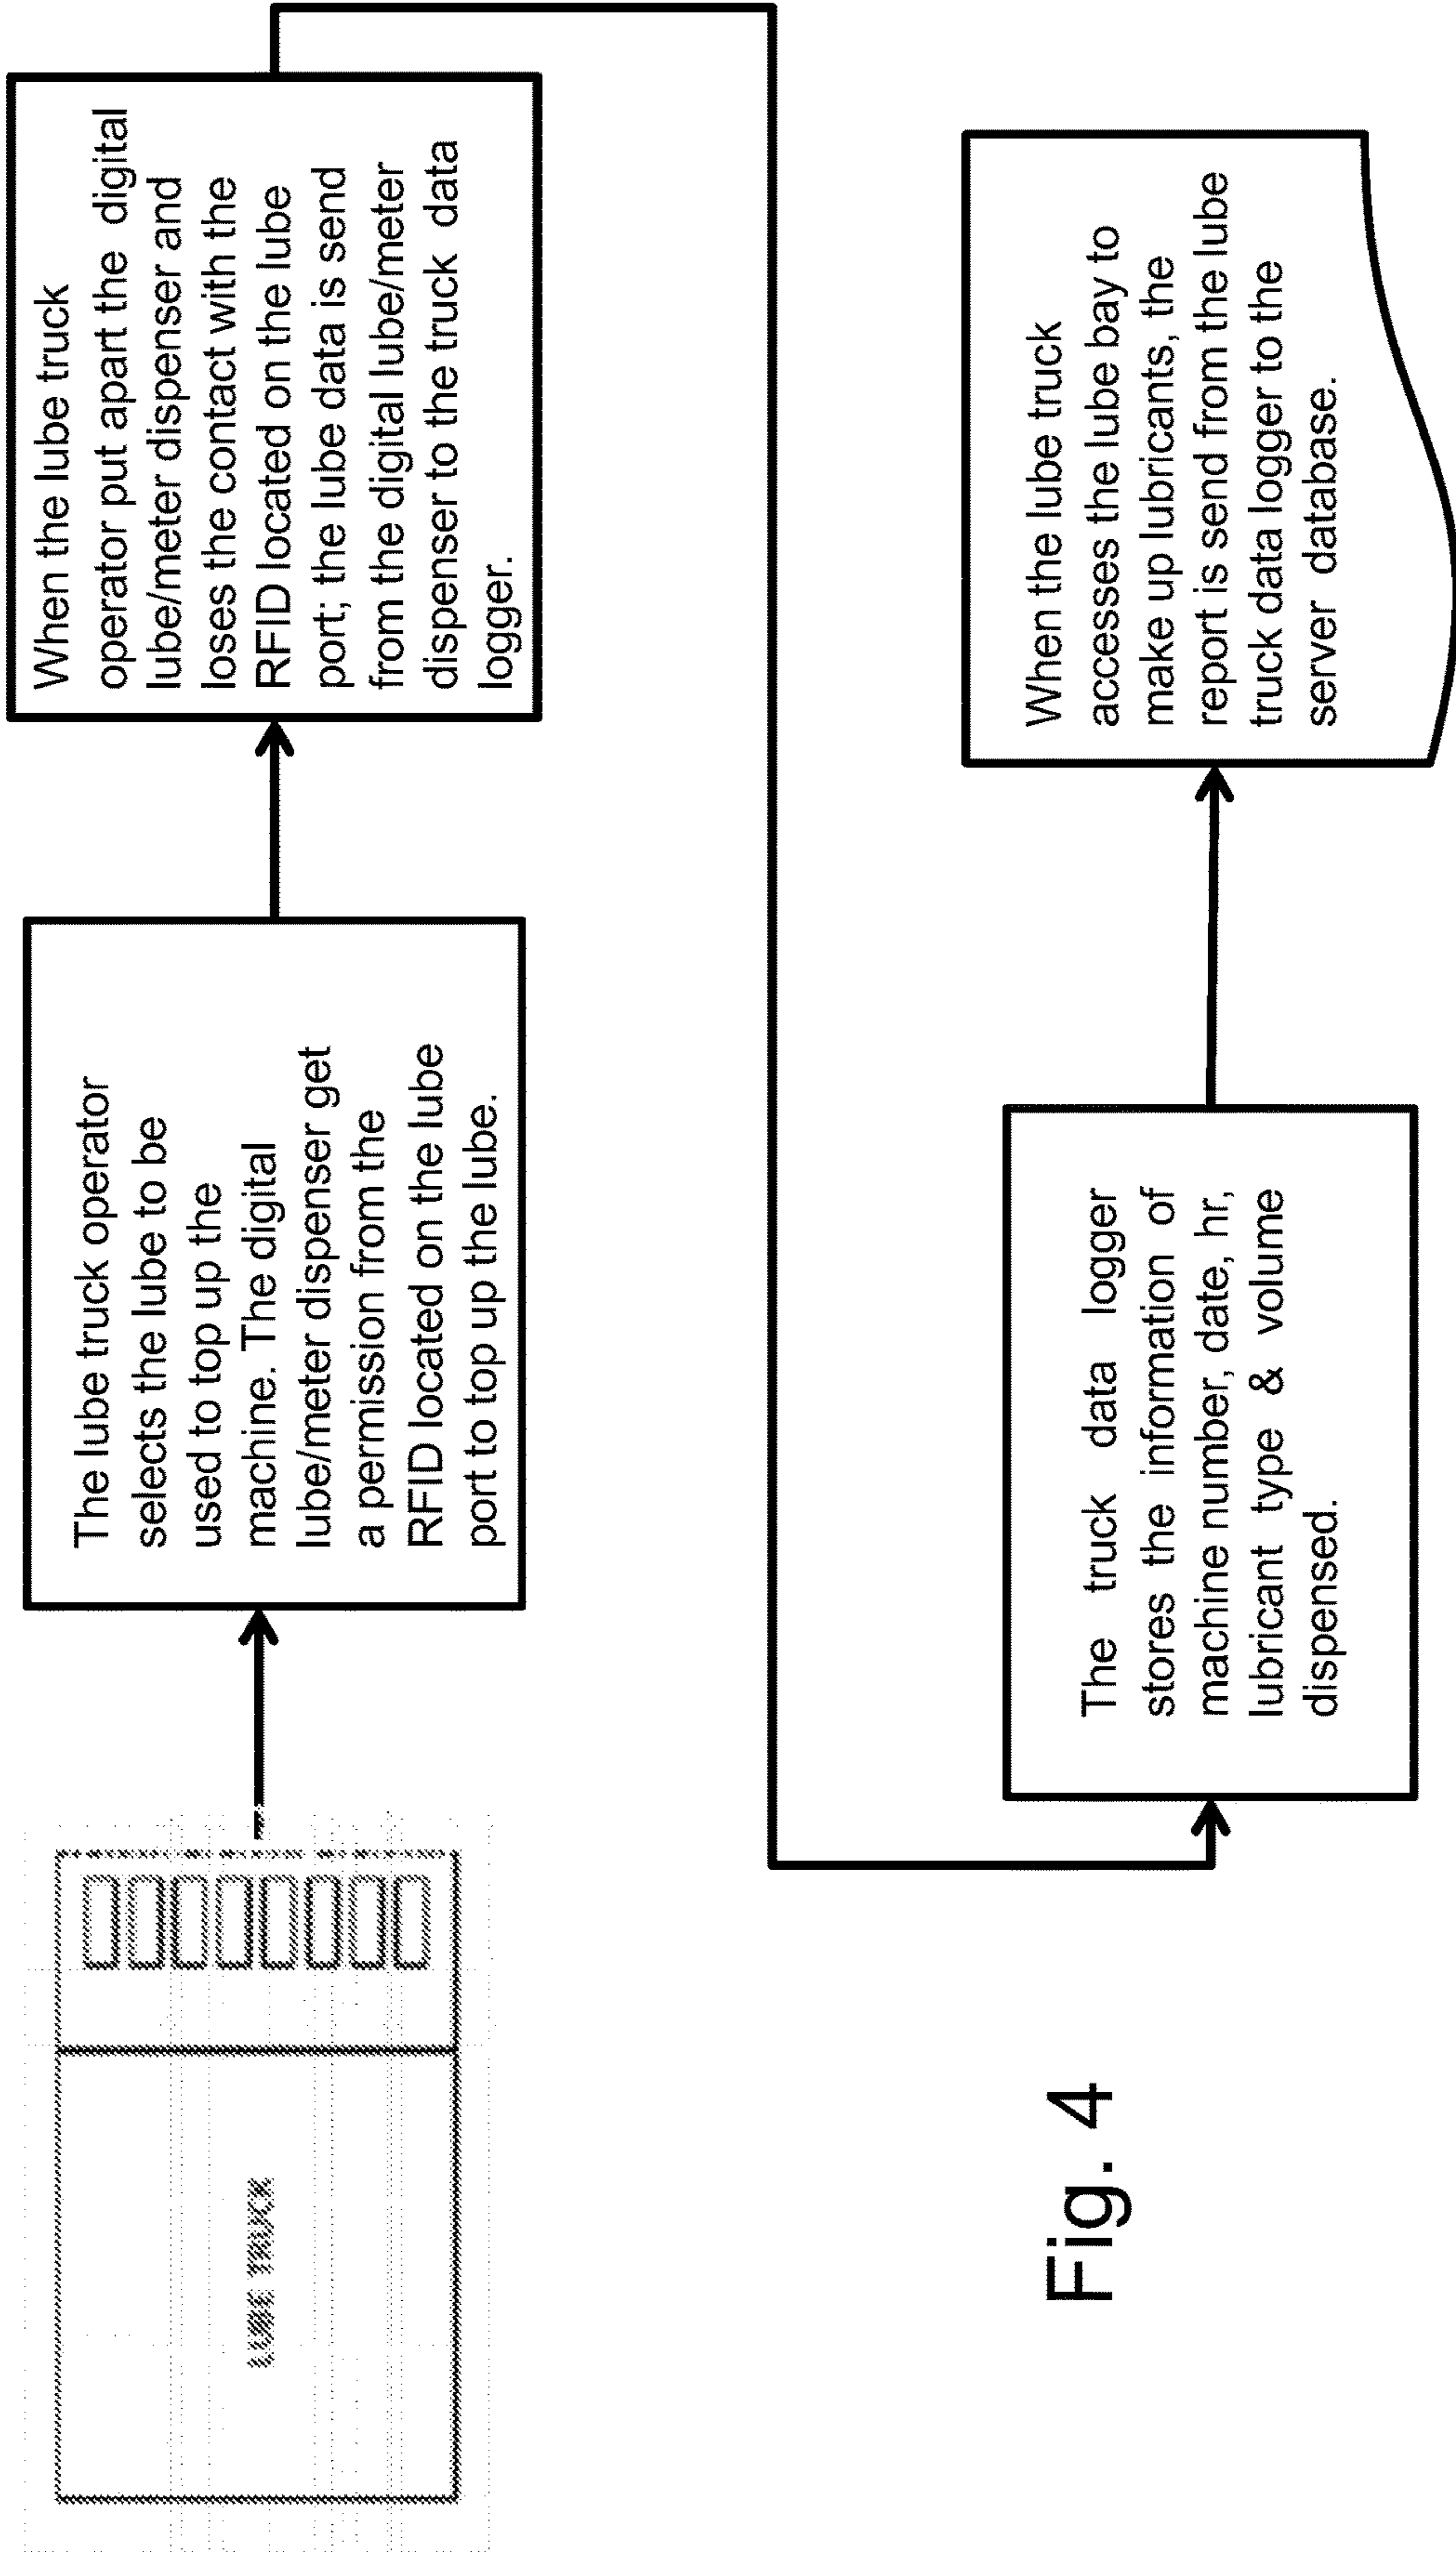 LUBE TRUCK
The lube truck operator
selects the lube to be
used to top up the
machine. The digital
lube/meter dispenser get
a permission from the
RFID located on the lube
port to top up the lube.
When the lube truck
operator put apart the digital
lube/meter dispenser and
loses the contact with the
RFID located on the lube
port; the lube data is send
from the digital lube/meter
dispenser to the truck data
logger.
The truck data logger
stores the information of
machine number, date, hr,
lubricant type & volume
dispensed.
When the lube truck
accesses the lube bay to
make up lubricants, the
report is send from the lube
truck data logger to the
server database.
Fig. 4